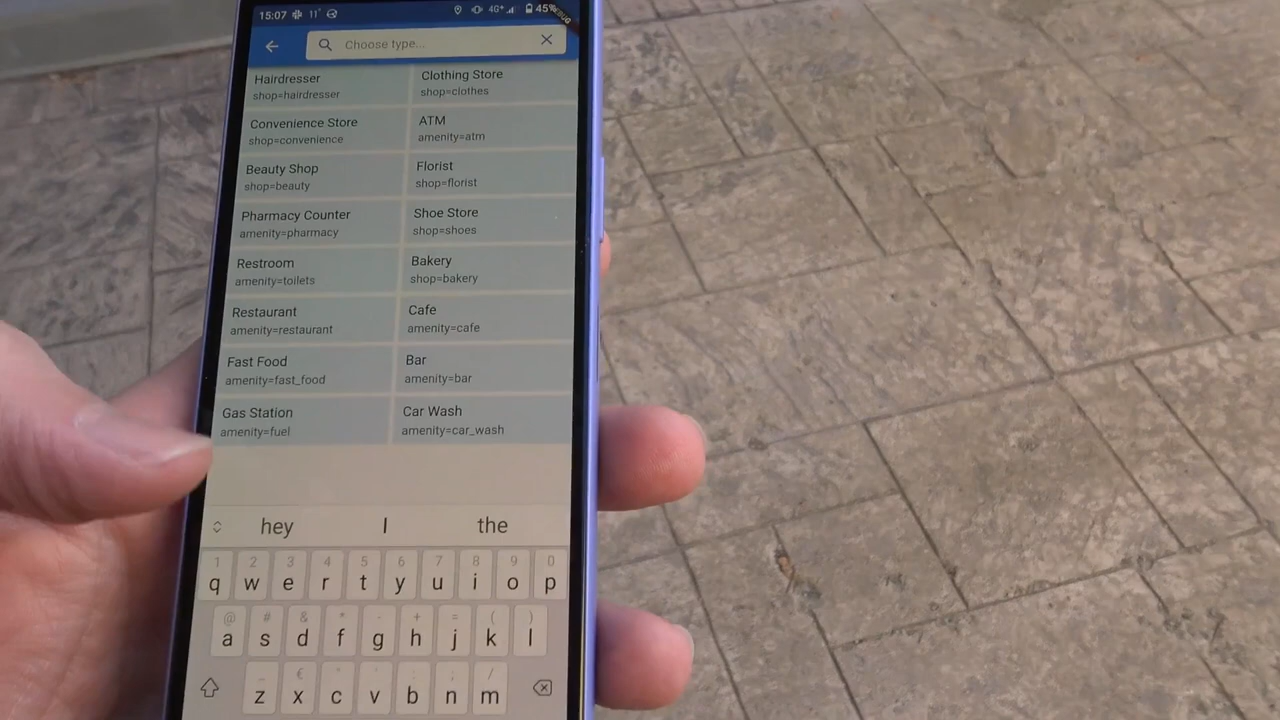 15:07 11° 4G+ 45%
DEBUG
Choose type...
Hairdresser
shop=hairdresser
Clothing Store
shop=clothes
Convenience Store
shop=convenience
ATM
amenity=atm
Beauty Shop
shop=beauty
Florist
shop=florist
Pharmacy Counter
amenity=pharmacy
Shoe Store
shop=shoes
Restroom
amenity=toilets
Bakery
shop=bakery
Restaurant
amenity=restaurant
Cafe
amenity=cafe
Fast Food
amenity=fast_food
Bar
amenity=bar
Gas Station
amenity=fuel
Car Wash
amenity=car_wash
hey I the
1 2 3 4 5 6 7 8 9 0
q w e r t y u i o p
@ # & * - + = ( )
a s d f g h j k l
z x c v b n m